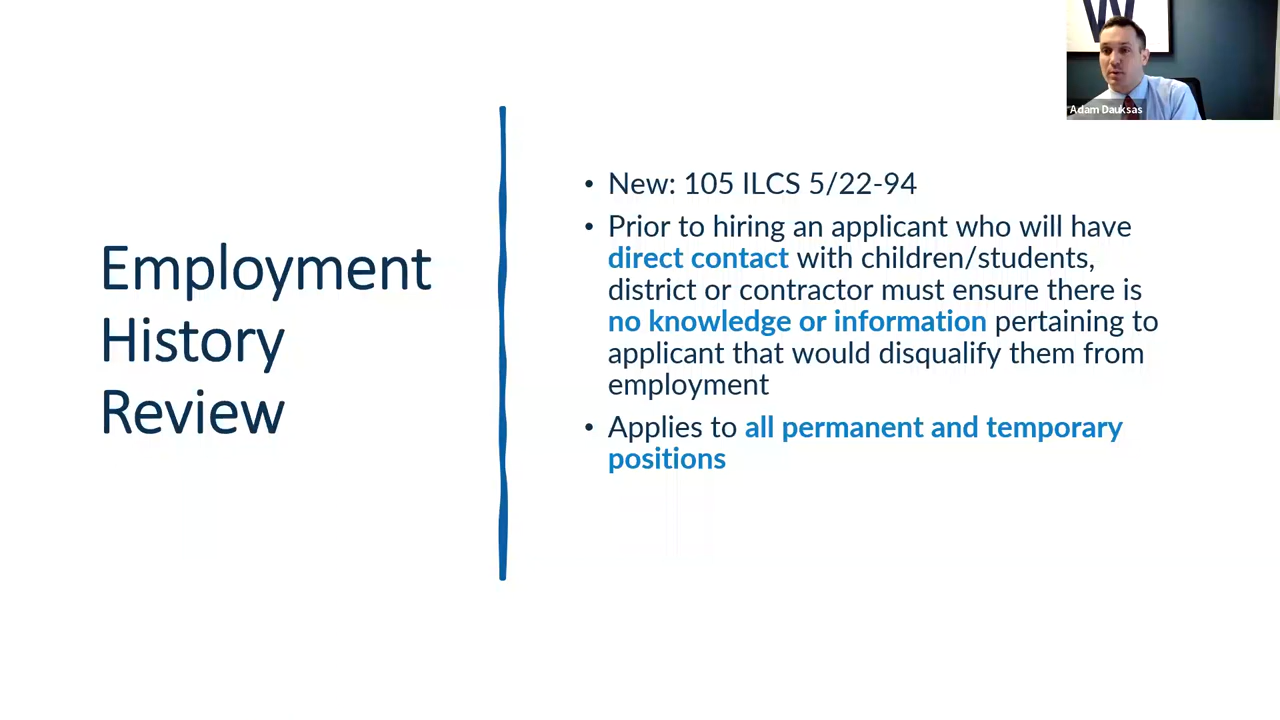 W
Adam Dauksas
Employment
History
Review
• New: 105 ILCS 5/22-94
• Prior to hiring an applicant who will have
direct contact with children/students,
district or contractor must ensure there is
no knowledge or information pertaining to
applicant that would disqualify them from
employment
• Applies to all permanent and temporary
positions